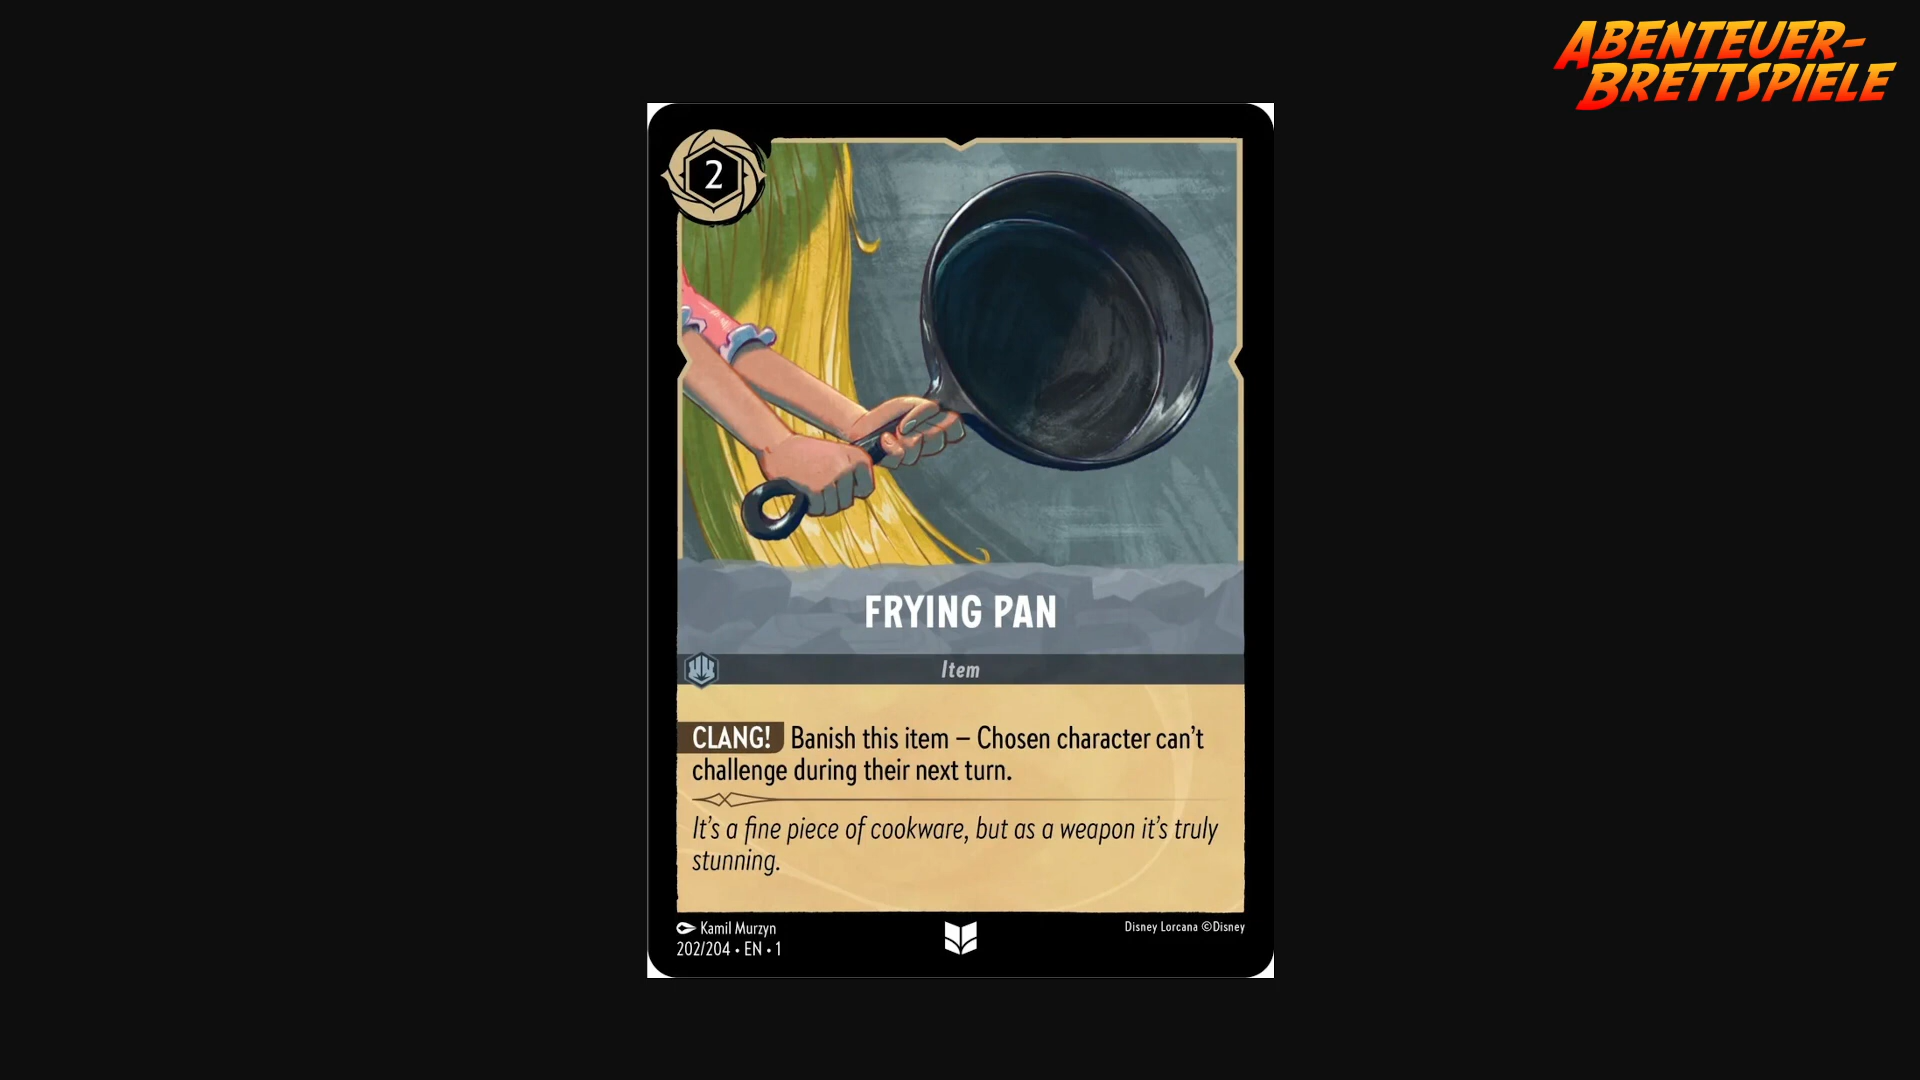 ABENTEUER-
BRETTSPIELE
2
FRYING PAN
Item
CLANG! Banish this item – Chosen character can't
challenge during their next turn.
It's a fine piece of cookware, but as a weapon it's truly
stunning.
Kamil Murzyn
202/204 • EN • 1
Disney Lorcana ©Disney